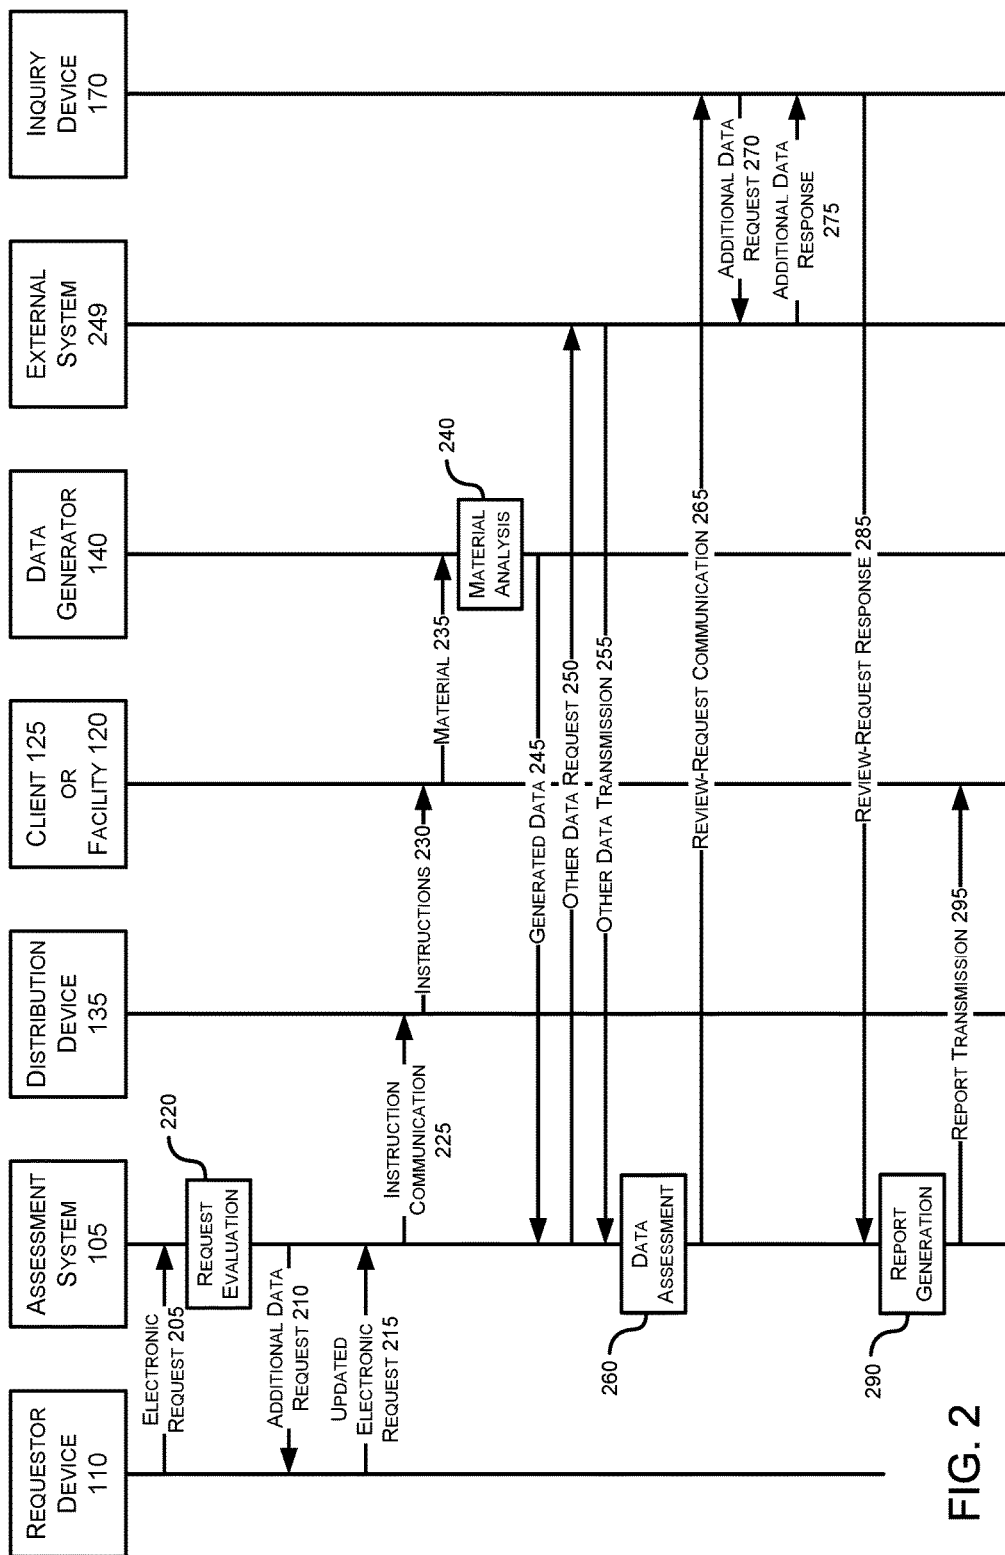 REQUESTOR
DEVICE
110
ASSESSMENT
SYSTEM
105
DISTRIBUTION
DEVICE
135
CLIENT 125
OR
FACILITY 120
DATA
GENERATOR
140
EXTERNAL
SYSTEM
249
INQUIRY
DEVICE
170
ELECTRONIC
REQUEST 205
REQUEST
EVALUATION
220
ADDITIONAL DATA
REQUEST 210
UPDATED
ELECTRONIC
REQUEST 215
INSTRUCTION
COMMUNICATION
225
INSTRUCTIONS 230
MATERIAL 235
MATERIAL
ANALYSIS
240
GENERATED DATA 245
OTHER DATA REQUEST 250
OTHER DATA TRANSMISSION 255
DATA
ASSESSMENT
260
REVIEW-REQUEST COMMUNICATION 265
ADDITIONAL DATA
REQUEST 270
ADDITIONAL DATA
RESPONSE
275
REVIEW-REQUEST RESPONSE 285
REPORT
GENERATION
290
REPORT TRANSMISSION 295
FIG. 2